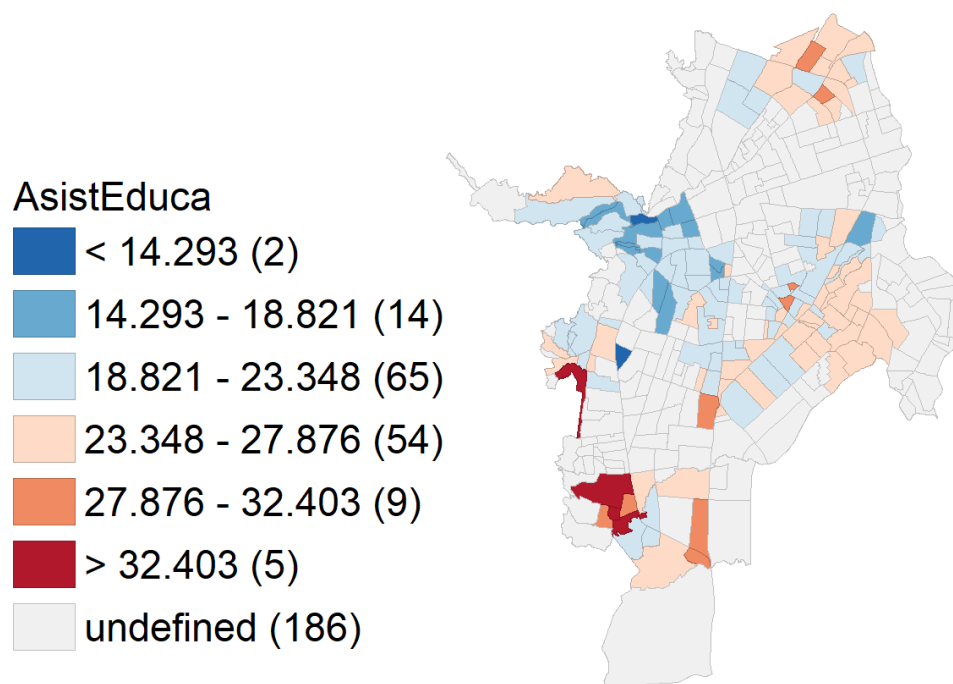 AsistEduca
< 14.293 (2)
14.293 - 18.821 (14)
18.821 - 23.348 (65)
23.348 - 27.876 (54)
27.876 - 32.403 (9)
> 32.403 (5)
undefined (186)